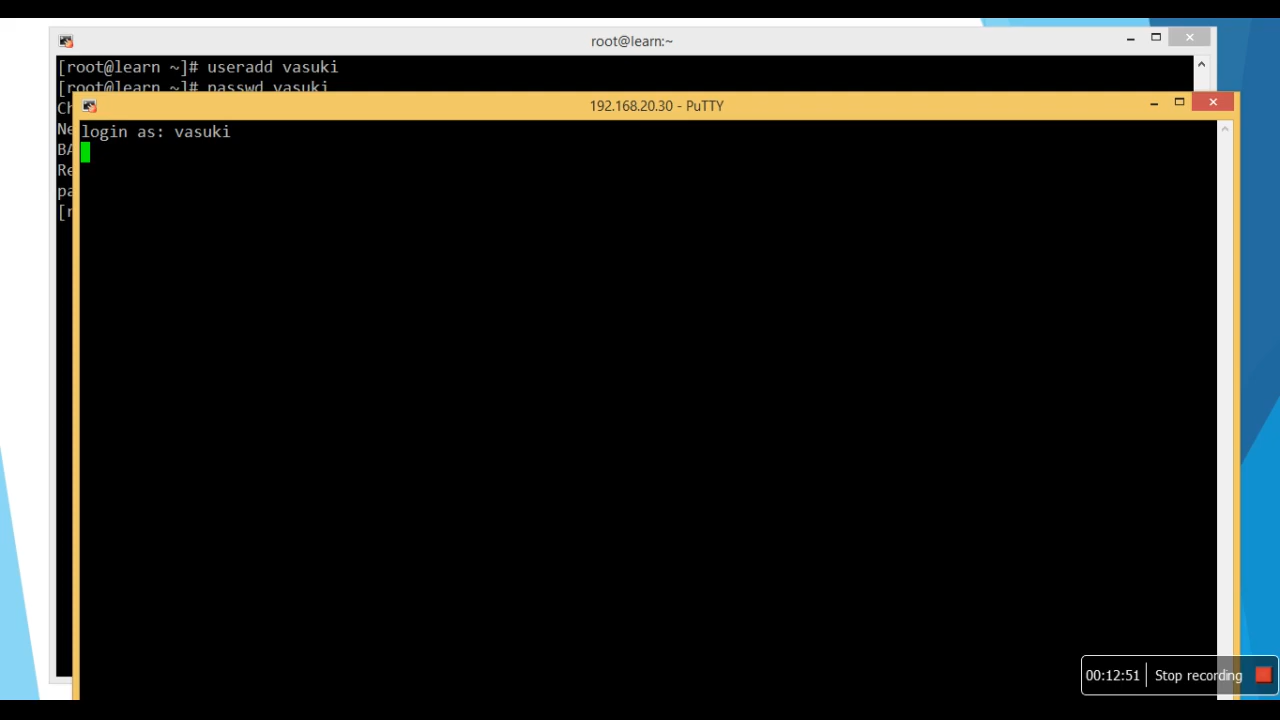 root@learn:~
[root@learn ~]# useradd vasuki
[root@learn ~]# passwd vasuki
Ch
192.168.20.30 - PuTTY
Ne
login as: vasuki
BA
Re
pa
[r
00:12:51 Stop recording